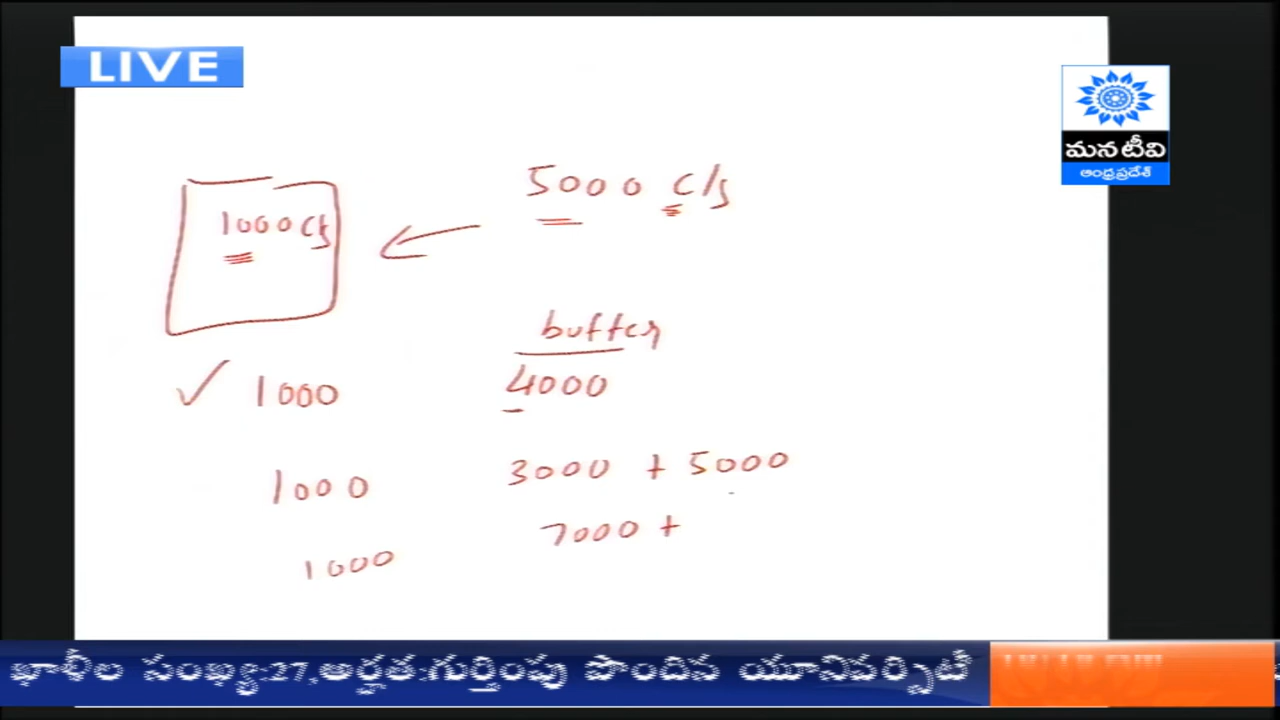 LIVE
మన టీవి
ఆంధ్రప్రదేశ్
5000 c/s
1000 c/s
buffer
1000 4000
1000 3000 + 5000
1000 7000 +
ఖాళీల సంఖ్య:27,అర్హత:గుర్తింపు పొందిన యూనివర్సిటీ